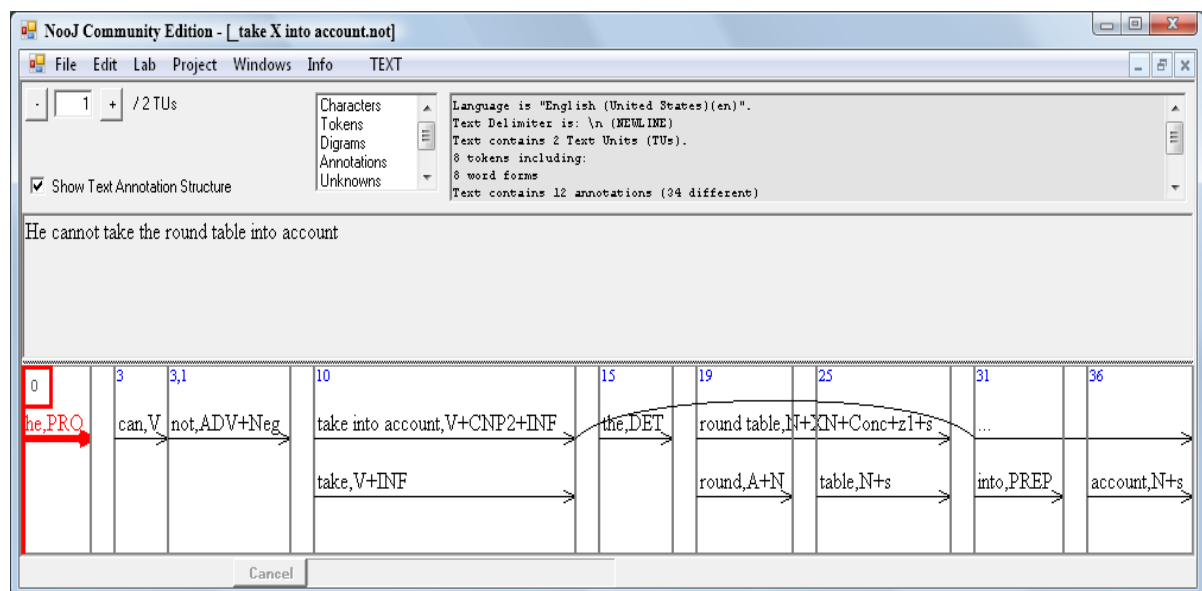 NooJ Community Edition - [_take X into account.not]
File Edit Lab Project Windows Info TEXT
- 1 + / 2 TUs
Show Text Annotation Structure
Characters
Tokens
Digrams
Annotations
Unknowns
Language is "English (United States)(en)".
Text Delimiter is: \n (NEWLINE)
Text contains 2 Text Units (TUs).
8 tokens including:
8 word forms
Text contains 12 annotations (34 different)
He cannot take the round table into account
0 3 3,1 10 15 19 25 31 36
he,PRO can,V not,ADV+Neg take into account,V+CNP2+INF the,DET round table,N+XN+Conc+z1+s ...
take,V+INF round,A+N table,N+s into,PREP account,N+s
Cancel